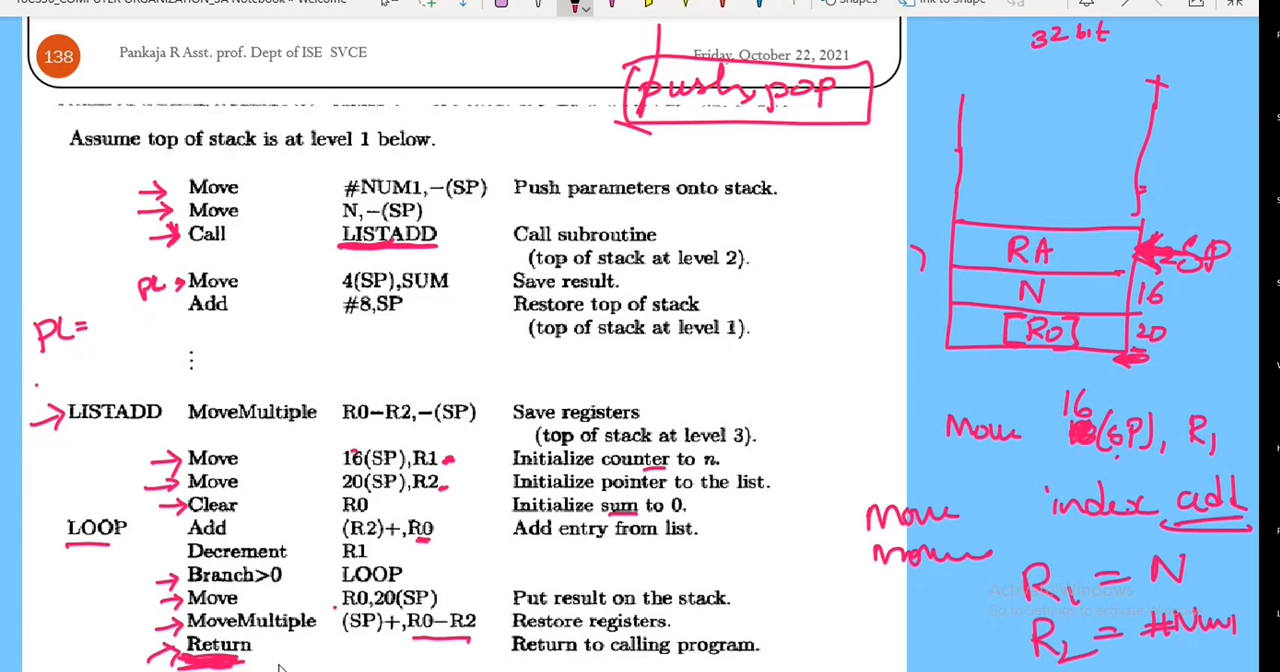 138 Pankaja R Asst. prof. Dept of ISE SVCE Friday, October 22, 2021
32 bit
push, pop
Assume top of stack is at level 1 below.
Move #NUM1,−(SP) Push parameters onto stack.
Move N,−(SP)
Call LISTADD Call subroutine
(top of stack at level 2).
Move 4(SP),SUM Save result.
Add #8,SP Restore top of stack
(top of stack at level 1).
⋮
LISTADD MoveMultiple R0−R2,−(SP) Save registers
(top of stack at level 3).
Move 16(SP),R1 Initialize counter to n.
Move 20(SP),R2 Initialize pointer to the list.
Clear R0 Initialize sum to 0.
LOOP Add (R2)+,R0 Add entry from list.
Decrement R1
Branch>0 LOOP
Move R0,20(SP) Put result on the stack.
MoveMultiple (SP)+,R0−R2 Restore registers.
Return Return to calling program.
RA SP
N 16
[R0] 20
Move 16(SP), R1
index add
Move
Move
R1 = N
R2 = #Num1
Activate Windows